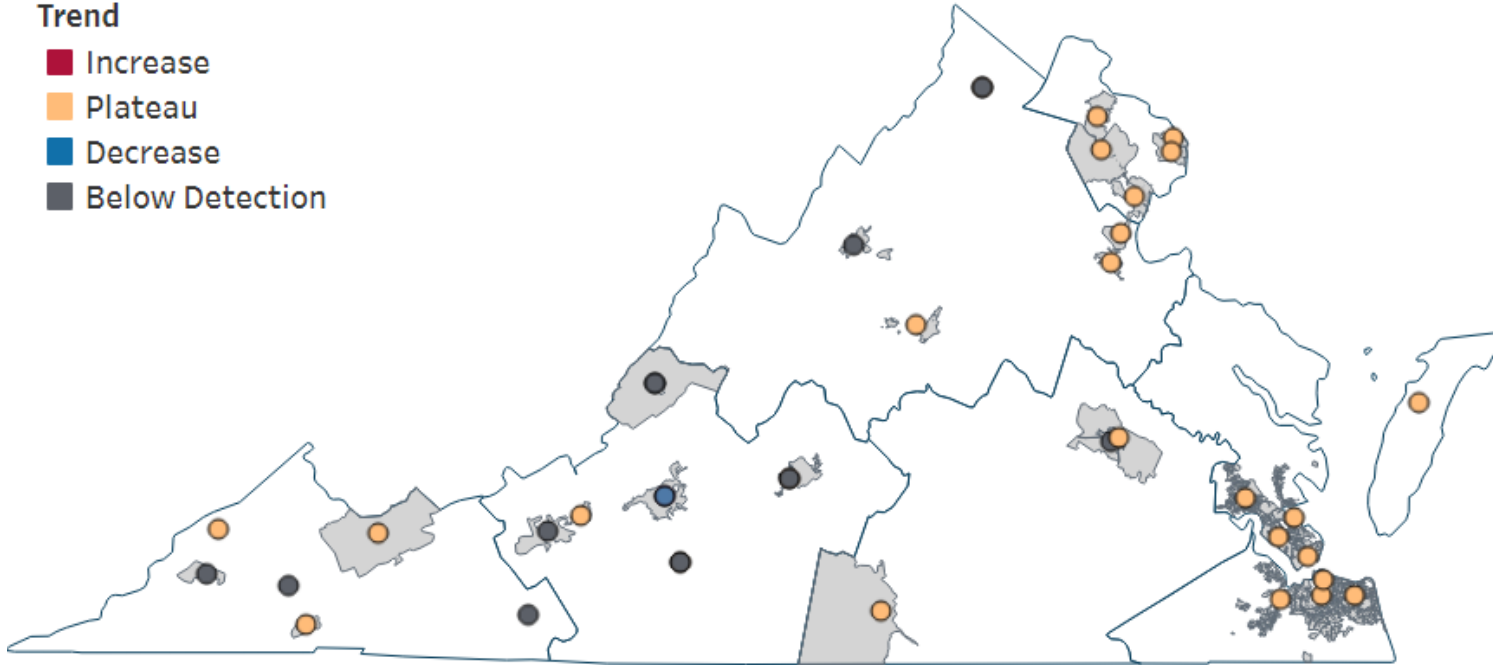 Trend
Increase
Plateau
Decrease
Below Detection